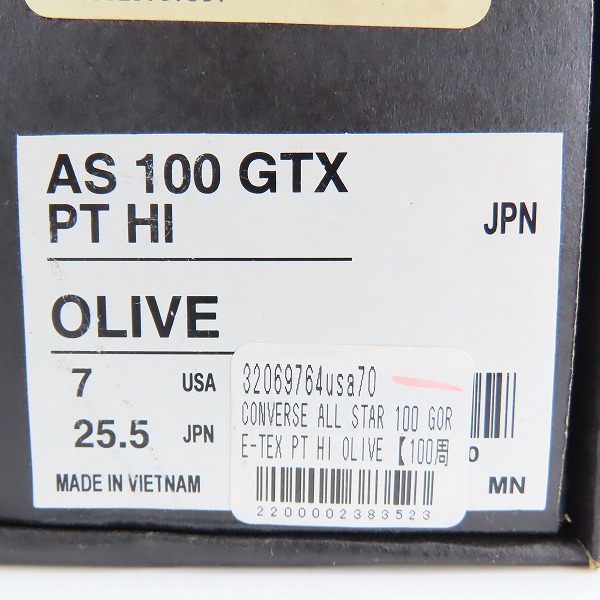 AS 100 GTX
PT HI
JPN
OLIVE
7 USA
25.5 JPN
MADE IN VIETNAM
32069764usa70
CONVERSE ALL STAR 100 GOR
E-TEX PT HI OLIVE【100周
2200002383523
0
MN